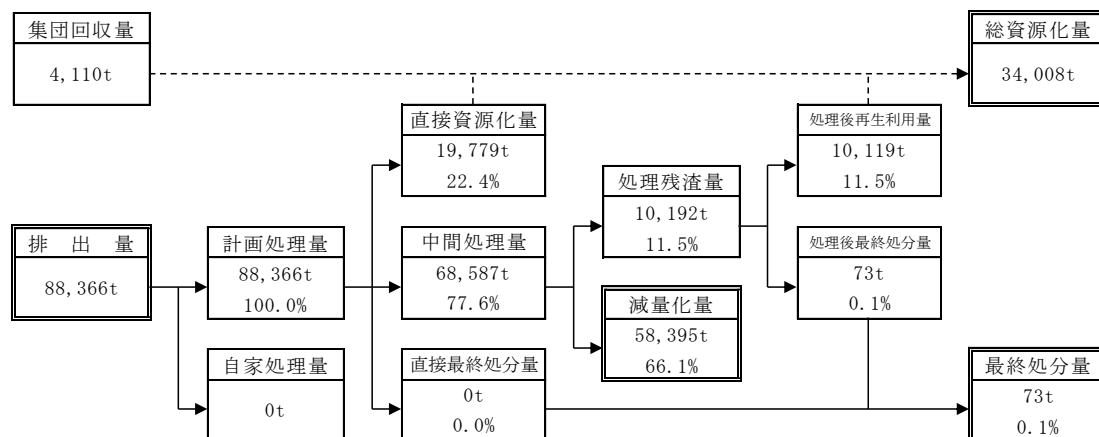 集団回収量
4,110t
総資源化量
34,008t
直接資源化量
19,779t
22.4%
処理後再生利用量
10,119t
11.5%
処理残渣量
10,192t
11.5%
排　出　量
88,366t
計画処理量
88,366t
100.0%
中間処理量
68,587t
77.6%
処理後最終処分量
73t
0.1%
減量化量
58,395t
66.1%
自家処理量
0t
直接最終処分量
0t
0.0%
最終処分量
73t
0.1%